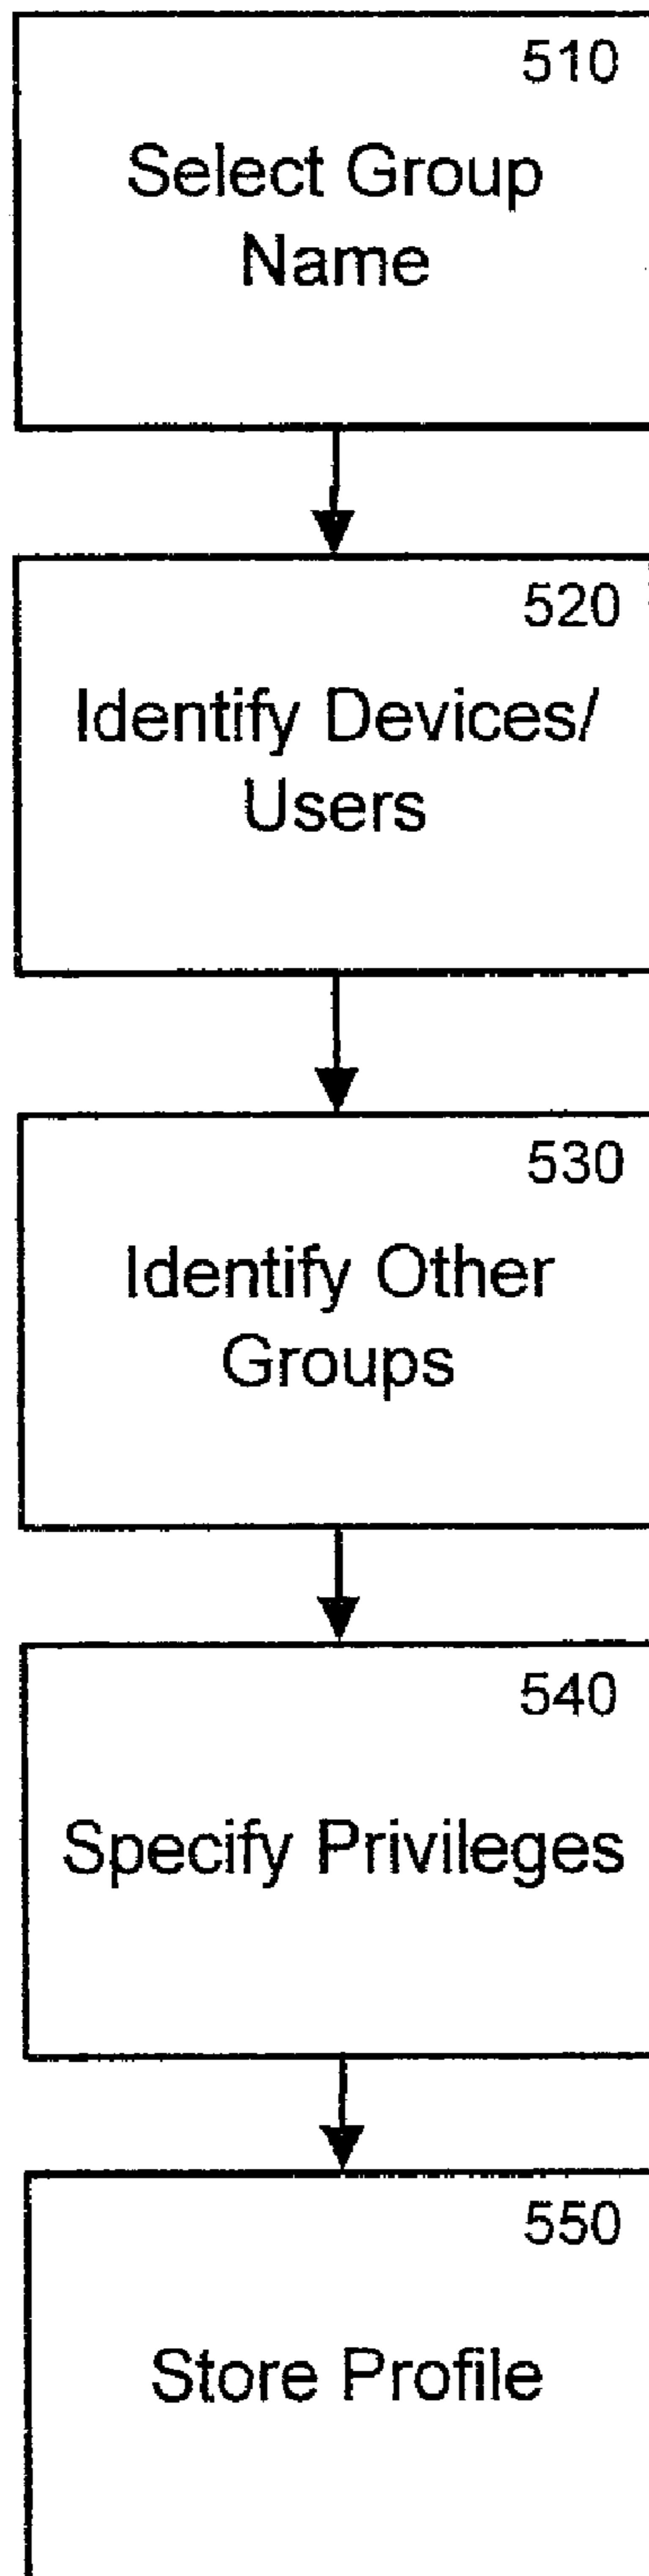 510
Select Group
Name
520
Identify Devices/
Users
530
Identify Other
Groups
540
Specify Privileges
550
Store Profile